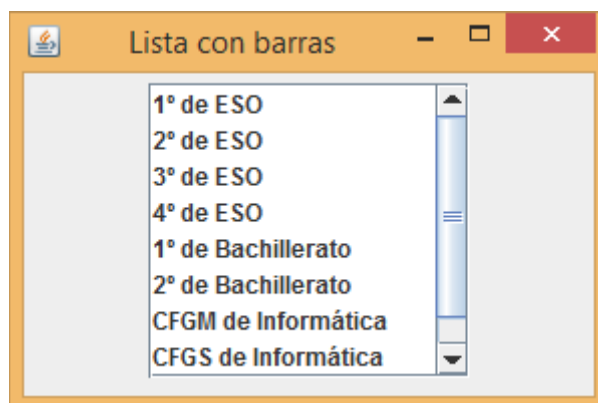 Lista con barras
1º de ESO
2º de ESO
3º de ESO
4º de ESO
1º de Bachillerato
2º de Bachillerato
CFGM de Informática
CFGS de Informática